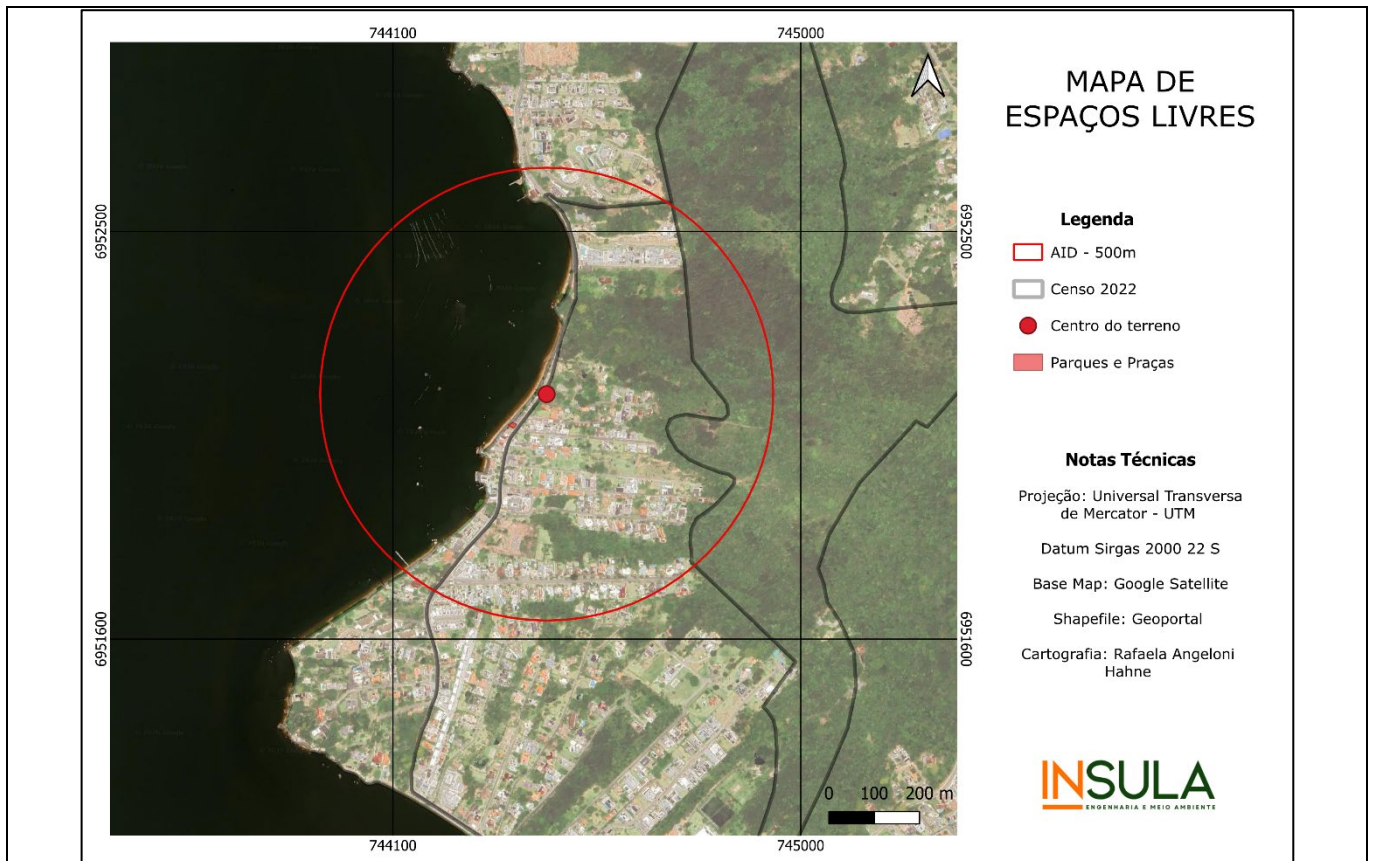 744100
745000
MAPA DE
ESPAÇOS LIVRES
6952500
6952500
Legenda
AID - 500m
Censo 2022
Centro do terreno
Parques e Praças
Notas Técnicas
Projeção: Universal Transversa
de Mercator - UTM
Datum Sirgas 2000 22 S
Base Map: Google Satellite
Shapefile: Geoportal
Cartografia: Rafaela Angeloni
Hahne
6951600
6951600
0 100 200 m
INSULA
ENGENHARIA E MEIO AMBIENTE
744100
745000